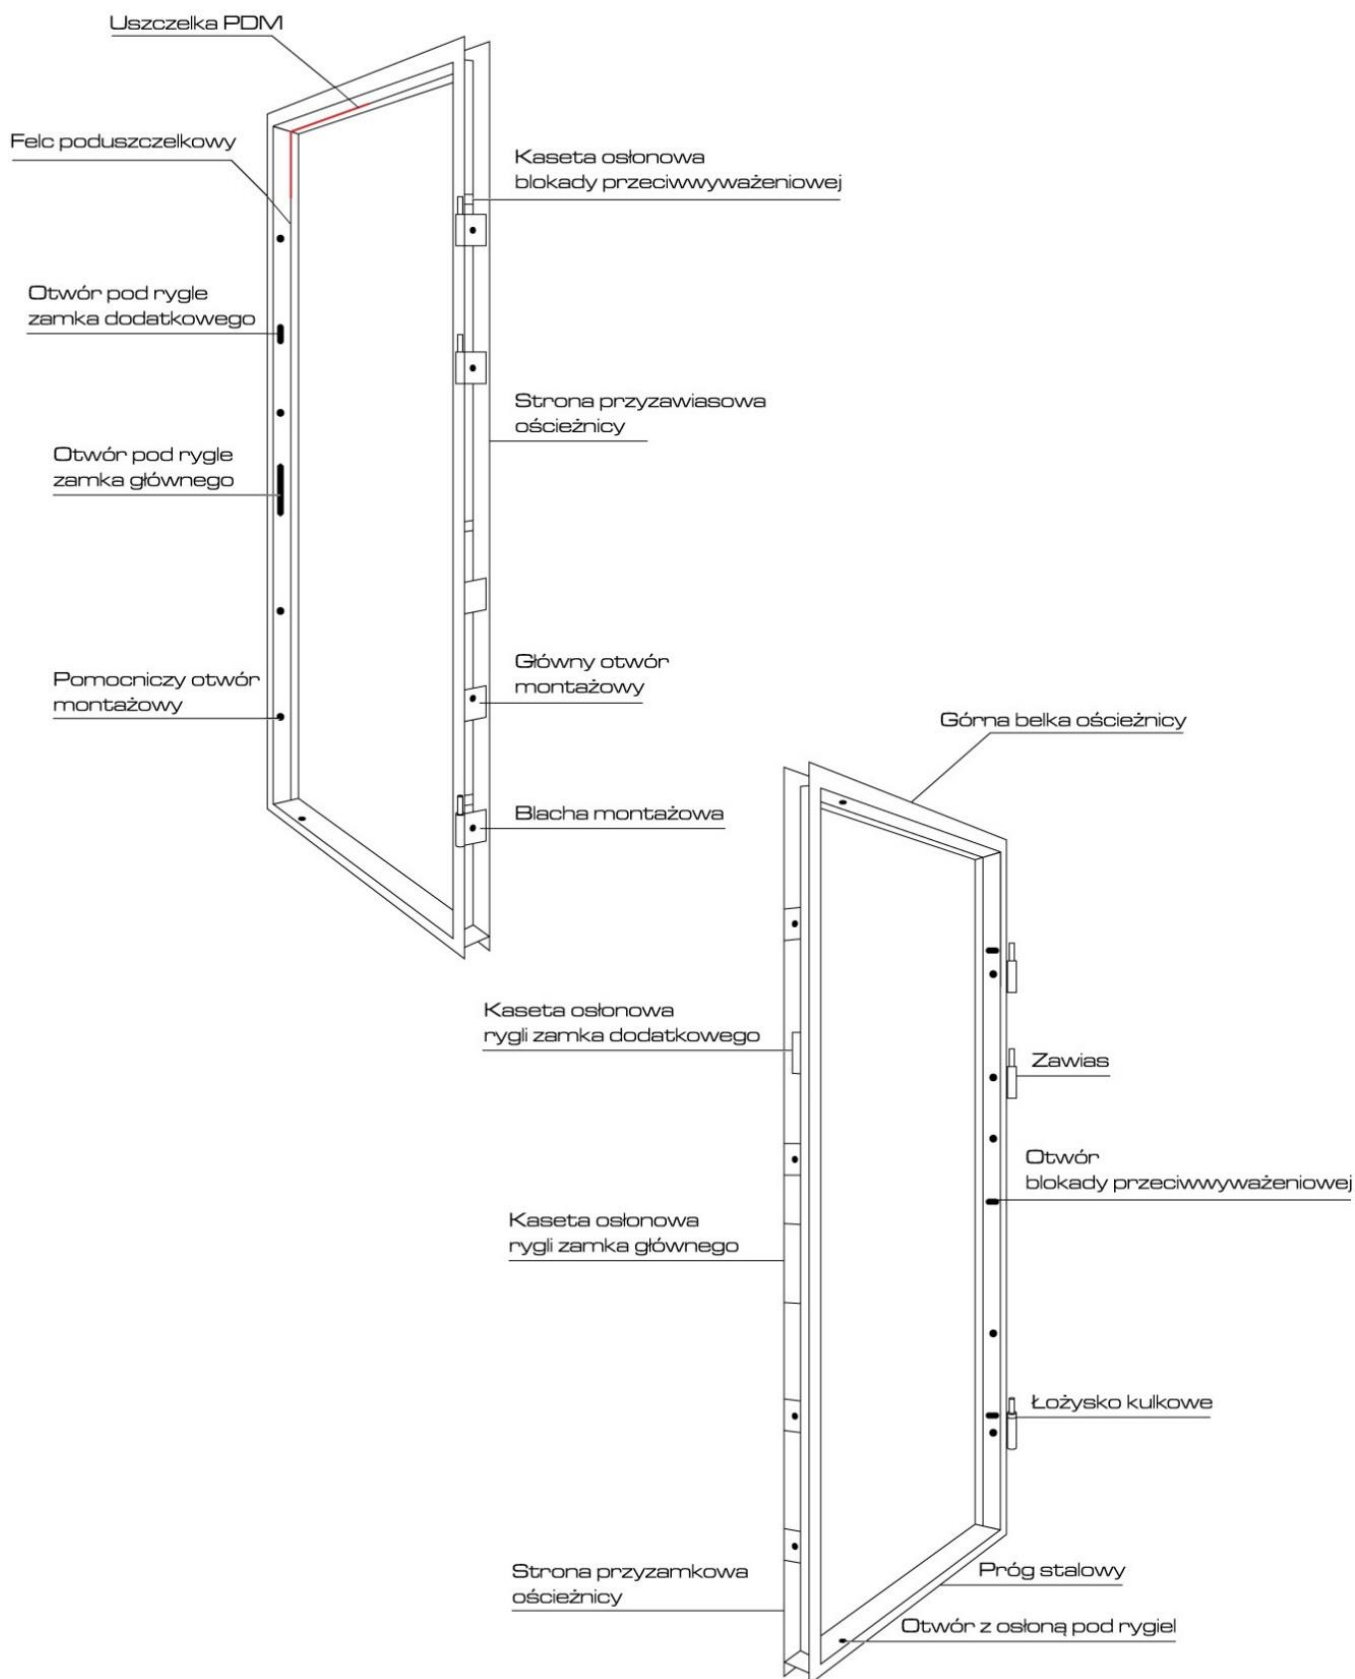 Uszczelka PDM
Felc poduszczelkowy
Otwór pod rygle
zamka dodatkowego
Otwór pod rygle
zamka głównego
Pomocniczy otwór
montażowy
Kaseta osłonowa
blokady przeciwwyważeniowej
Strona przyzawiasowa
ościeżnicy
Główny otwór
montażowy
Blacha montażowa
Górna belka ościeżnicy
Kaseta osłonowa
rygli zamka dodatkowego
Kaseta osłonowa
rygli zamka głównego
Strona przyzamkowa
ościeżnicy
Zawias
Otwór
blokady przeciwwyważeniowej
Łożysko kulkowe
Próg stalowy
Otwór z osłoną pod rygiel